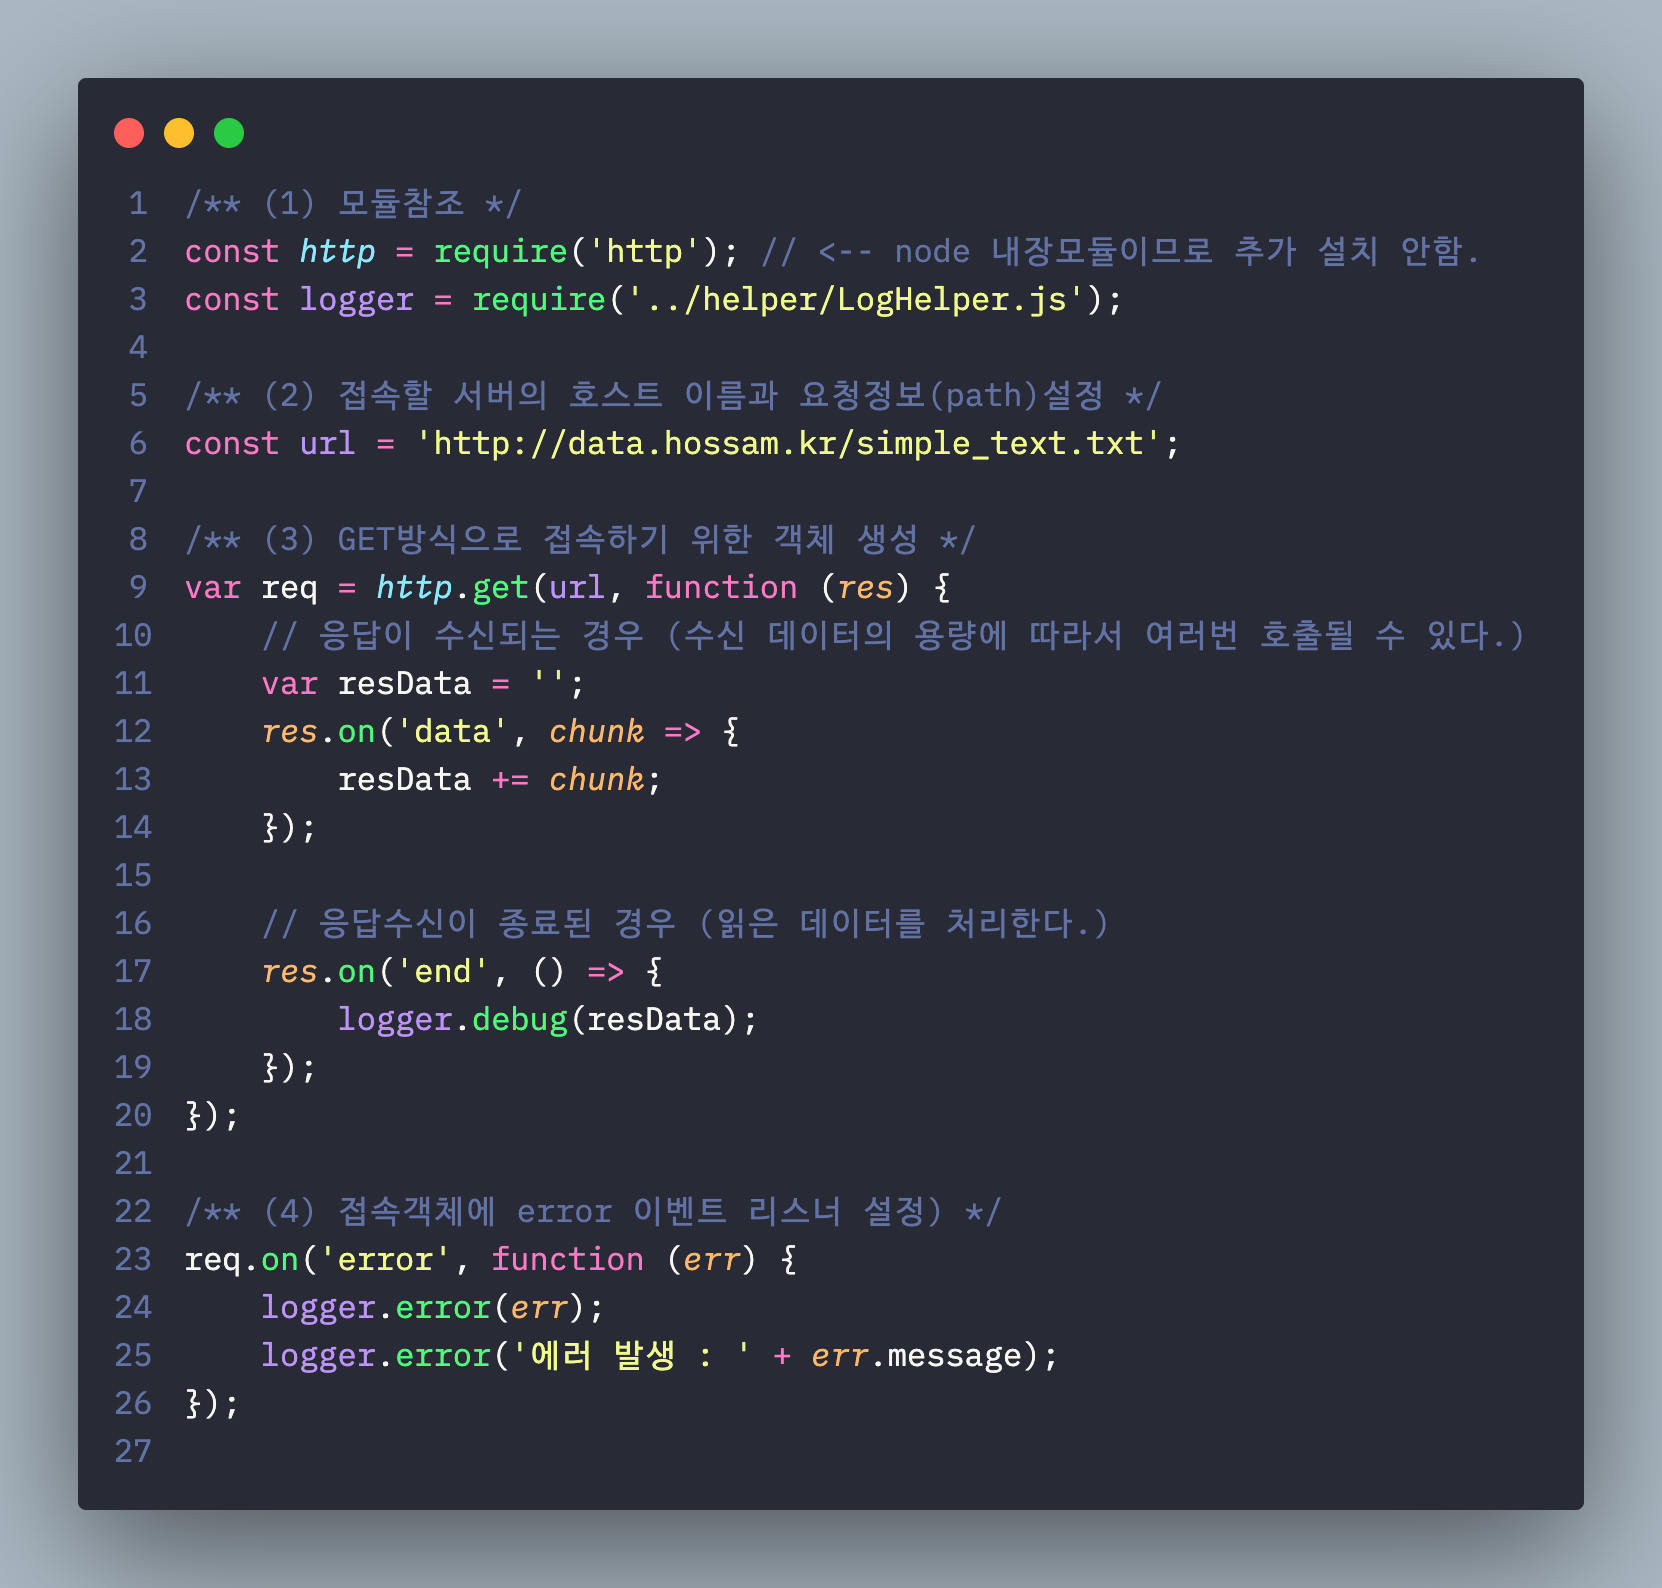 1 /** (1) 모듈참조 */
2 const http = require('http'); // <-- node 내장모듈이므로 추가 설치 안함.
3 const logger = require('../helper/LogHelper.js');
4
5 /** (2) 접속할 서버의 호스트 이름과 요청정보(path)설정 */
6 const url = 'http://data.hossam.kr/simple_text.txt';
7
8 /** (3) GET방식으로 접속하기 위한 객체 생성 */
9 var req = http.get(url, function (res) {
10     // 응답이 수신되는 경우 (수신 데이터의 용량에 따라서 여러번 호출될 수 있다.)
11     var resData = '';
12     res.on('data', chunk => {
13         resData += chunk;
14     });
15
16     // 응답수신이 종료된 경우 (읽은 데이터를 처리한다.)
17     res.on('end', () => {
18         logger.debug(resData);
19     });
20 });
21
22 /** (4) 접속객체에 error 이벤트 리스너 설정) */
23 req.on('error', function (err) {
24     logger.error(err);
25     logger.error('에러 발생 : ' + err.message);
26 });
27